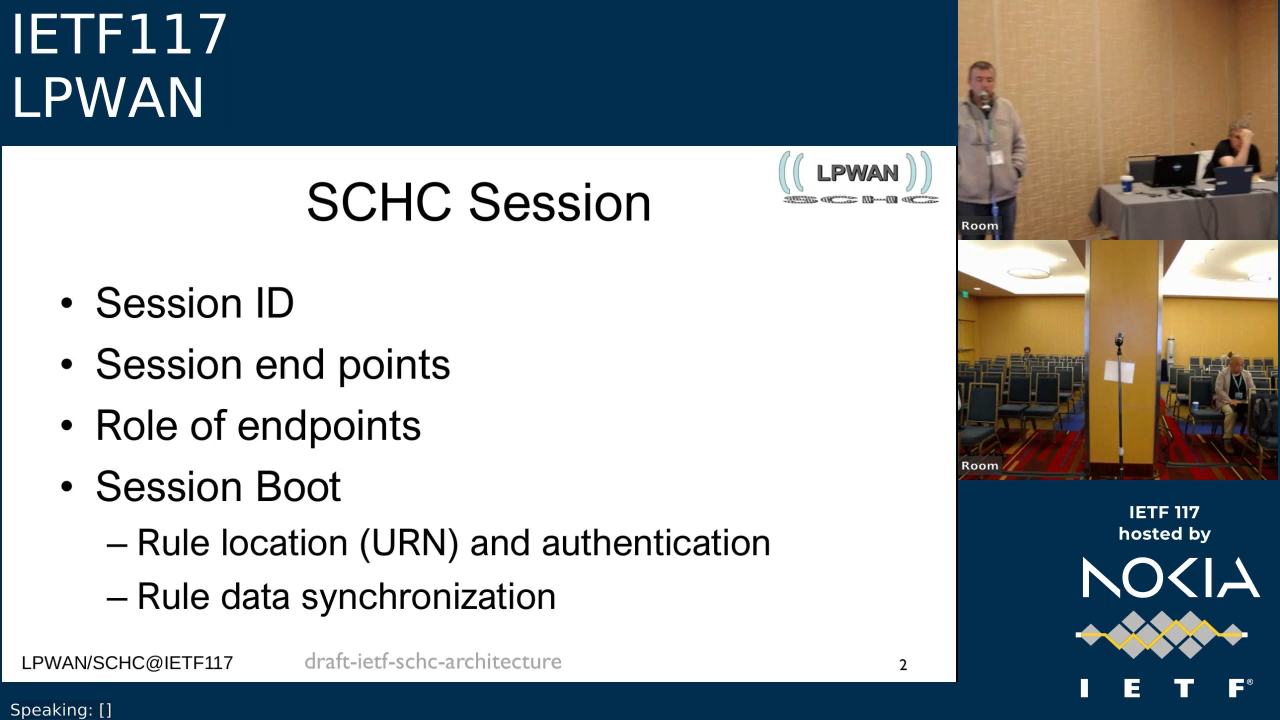 IETF117
LPWAN
LPWAN
SCHC
SCHC Session
• Session ID
• Session end points
• Role of endpoints
• Session Boot
– Rule location (URN) and authentication
– Rule data synchronization
LPWAN/SCHC@IETF117
draft-ietf-schc-architecture
2
Speaking: []
Room
Room
IETF 117
hosted by
NOKIA
I E T F®